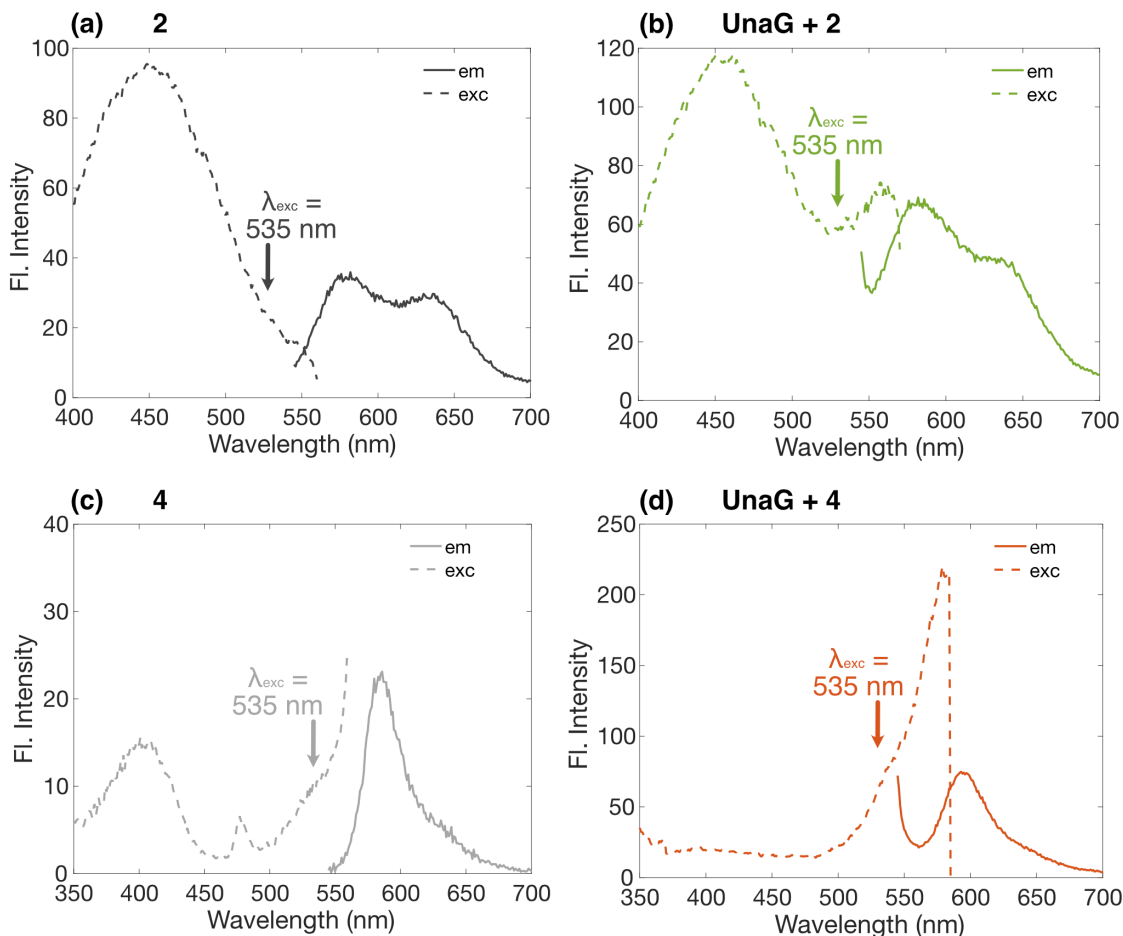 (a) 2
100
80
60
40
20
0
Fl. Intensity
em
exc
λexc =
535 nm
400 450 500 550 600 650 700
Wavelength (nm)
(b) UnaG + 2
120
100
80
60
40
20
0
Fl. Intensity
em
exc
λexc =
535 nm
400 450 500 550 600 650 700
Wavelength (nm)
(c) 4
40
30
20
10
0
Fl. Intensity
em
exc
λexc =
535 nm
350 400 450 500 550 600 650 700
Wavelength (nm)
(d) UnaG + 4
250
200
150
100
50
0
Fl. Intensity
em
exc
λexc =
535 nm
350 400 450 500 550 600 650 700
Wavelength (nm)